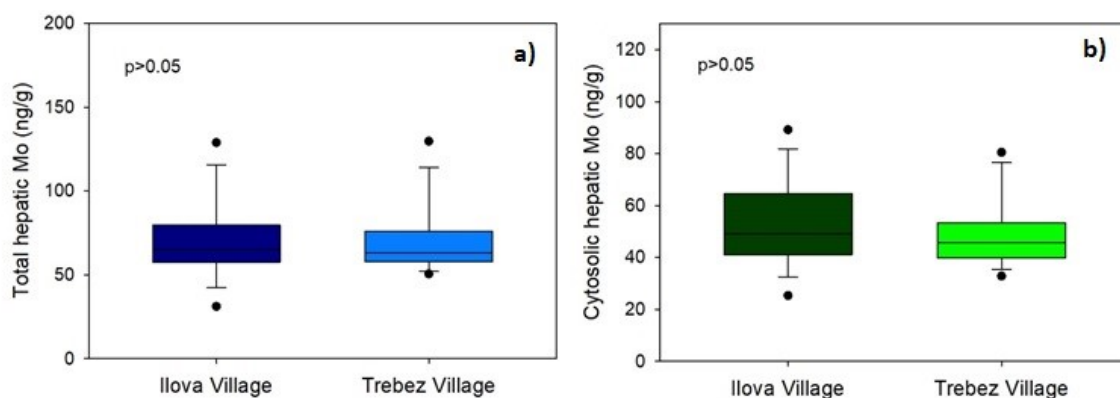 a)
p>0.05
Total hepatic Mo (ng/g)
200
150
100
50
0
Ilova Village
Trebez Village
b)
p>0.05
Cytosolic hepatic Mo (ng/g)
120
100
80
60
40
20
0
Ilova Village
Trebez Village